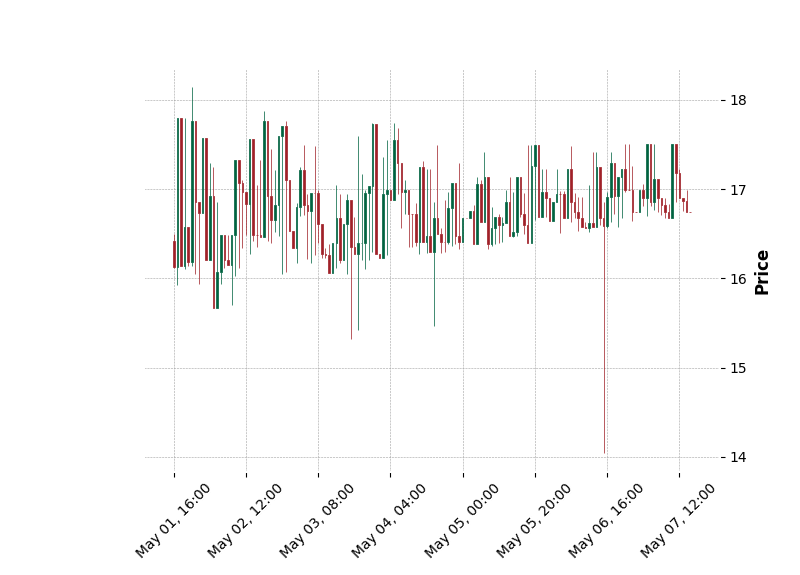 18
17
16
15
14
Price
May 01, 16:00
May 02, 12:00
May 03, 08:00
May 04, 04:00
May 05, 00:00
May 05, 20:00
May 06, 16:00
May 07, 12:00